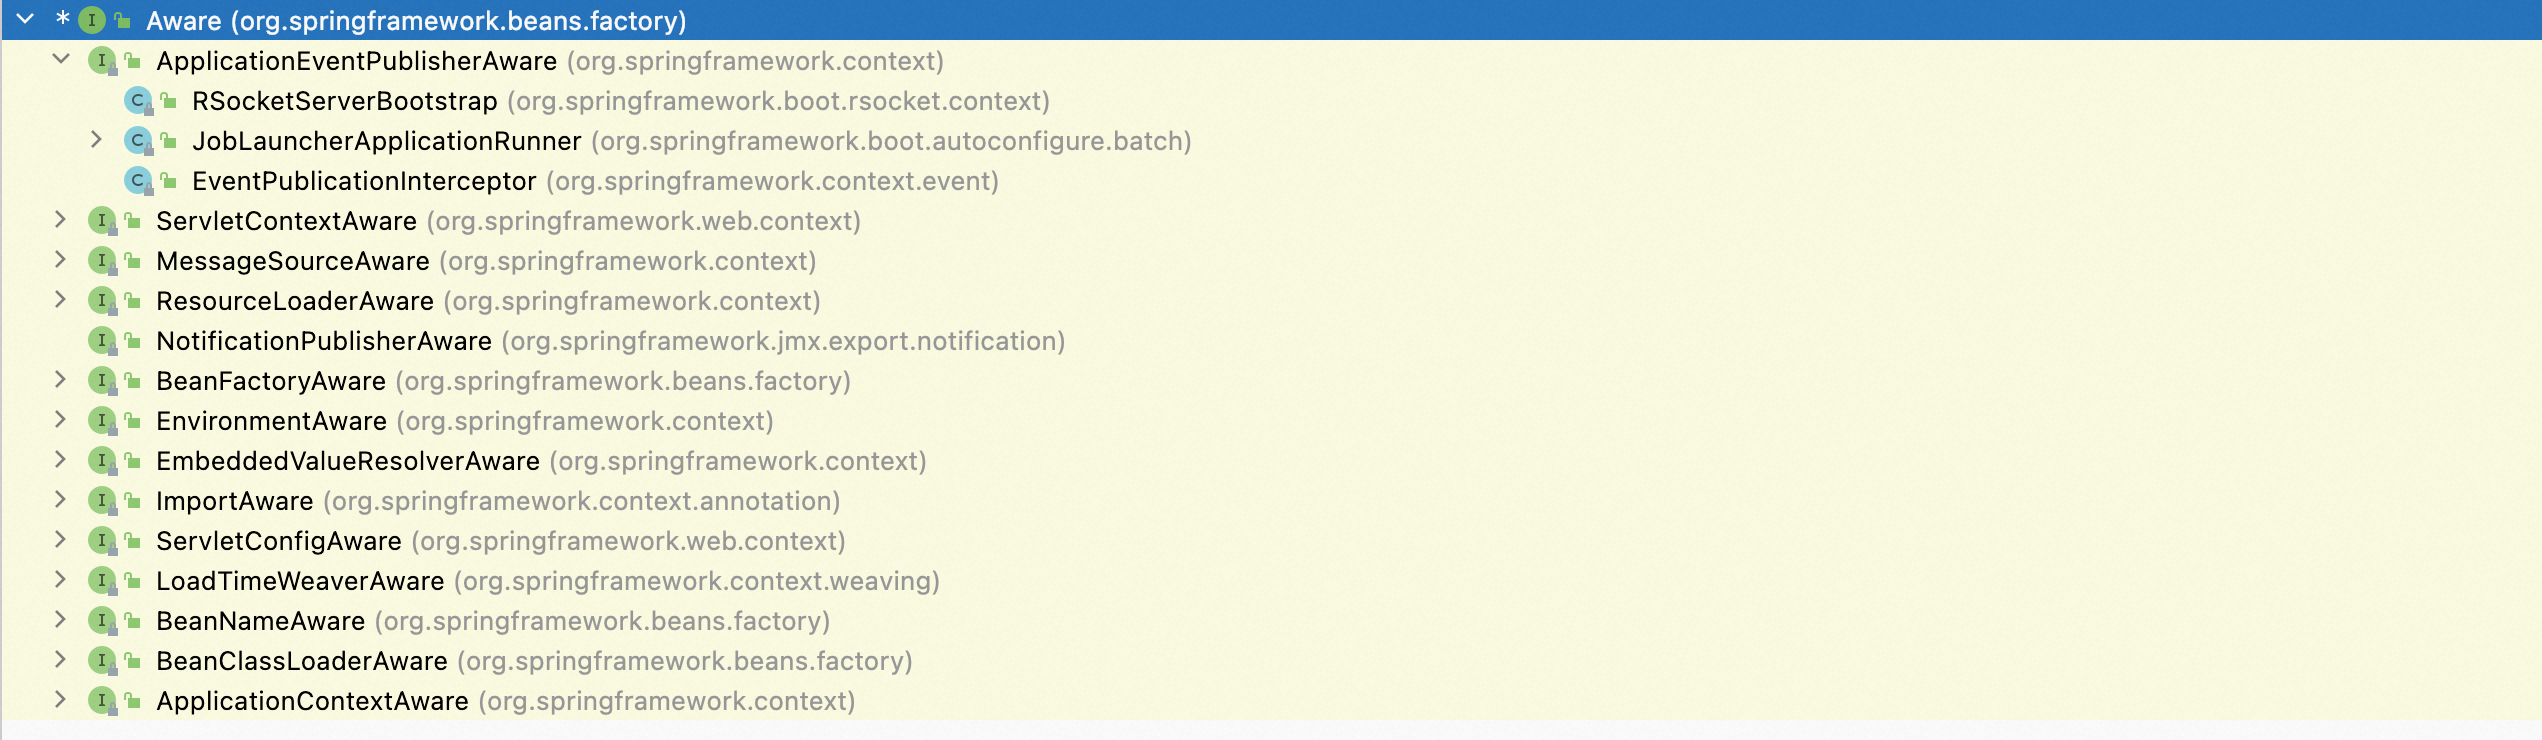 * I Aware (org.springframework.beans.factory)
I ApplicationEventPublisherAware (org.springframework.context)
C RSocketServerBootstrap (org.springframework.boot.rsocket.context)
C JobLauncherApplicationRunner (org.springframework.boot.autoconfigure.batch)
C EventPublicationInterceptor (org.springframework.context.event)
I ServletContextAware (org.springframework.web.context)
I MessageSourceAware (org.springframework.context)
I ResourceLoaderAware (org.springframework.context)
I NotificationPublisherAware (org.springframework.jmx.export.notification)
I BeanFactoryAware (org.springframework.beans.factory)
I EnvironmentAware (org.springframework.context)
I EmbeddedValueResolverAware (org.springframework.context)
I ImportAware (org.springframework.context.annotation)
I ServletConfigAware (org.springframework.web.context)
I LoadTimeWeaverAware (org.springframework.context.weaving)
I BeanNameAware (org.springframework.beans.factory)
I BeanClassLoaderAware (org.springframework.beans.factory)
I ApplicationContextAware (org.springframework.context)